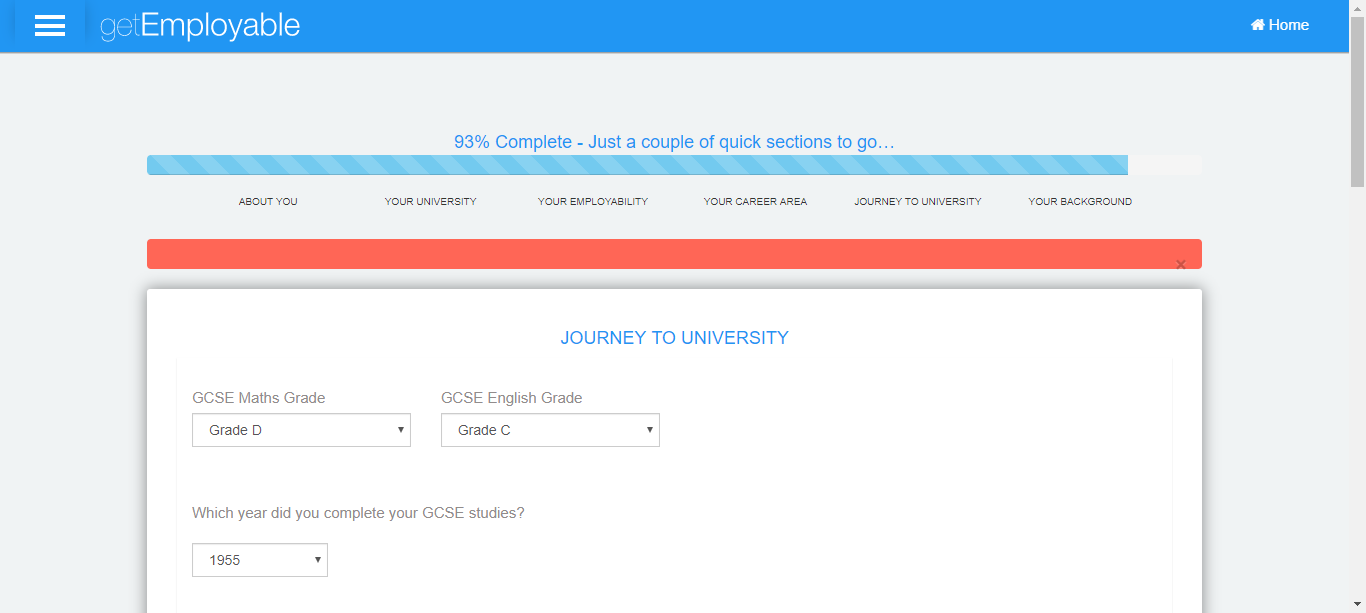 getEmployable
Home
93% Complete - Just a couple of quick sections to go…
ABOUT YOU
YOUR UNIVERSITY
YOUR EMPLOYABILITY
YOUR CAREER AREA
JOURNEY TO UNIVERSITY
YOUR BACKGROUND
×
JOURNEY TO UNIVERSITY
GCSE Maths Grade
GCSE English Grade
Grade D
Grade C
Which year did you complete your GCSE studies?
1955